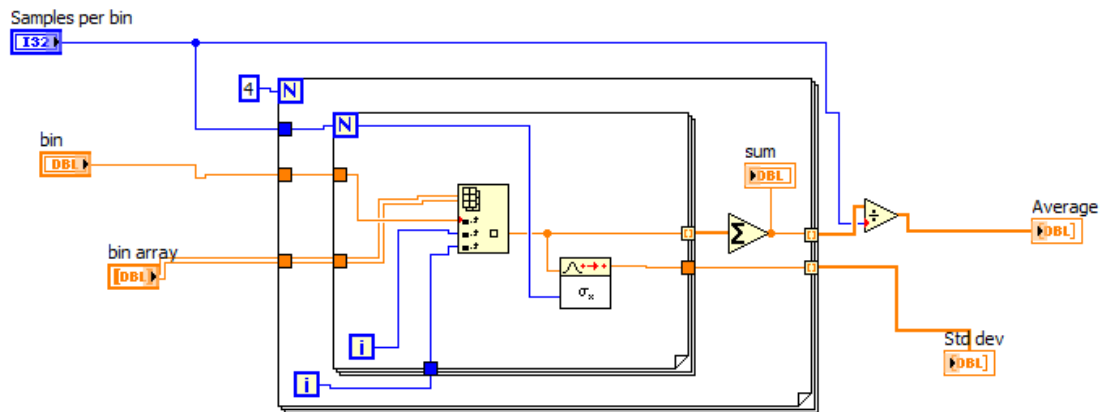 Samples per bin
I32
4
N
N
bin
DBL
sum
DBL
Σ
÷
Average
DBL]
bin array
[DBL
σx
i
i
Std dev
DBL]